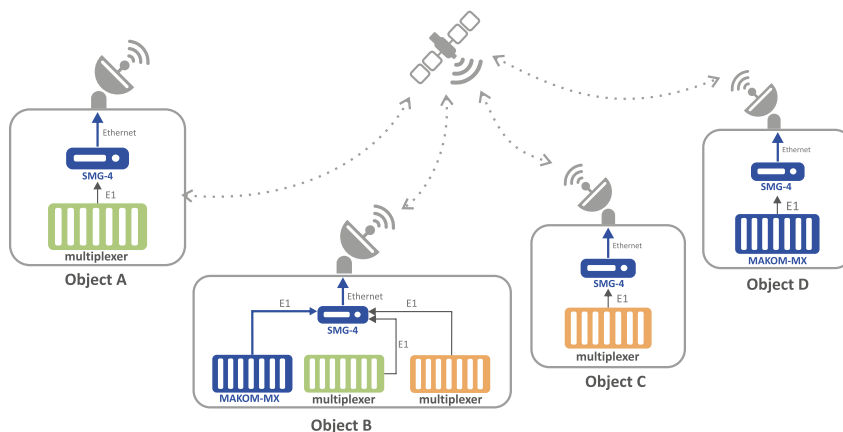 Ethernet
SMG-4
E1
multiplexer
Object A
Ethernet
E1
E1
SMG-4
E1
MAKOM-MX
multiplexer
multiplexer
Object B
Ethernet
SMG-4
E1
multiplexer
Object C
Ethernet
SMG-4
E1
MAKOM-MX
Object D